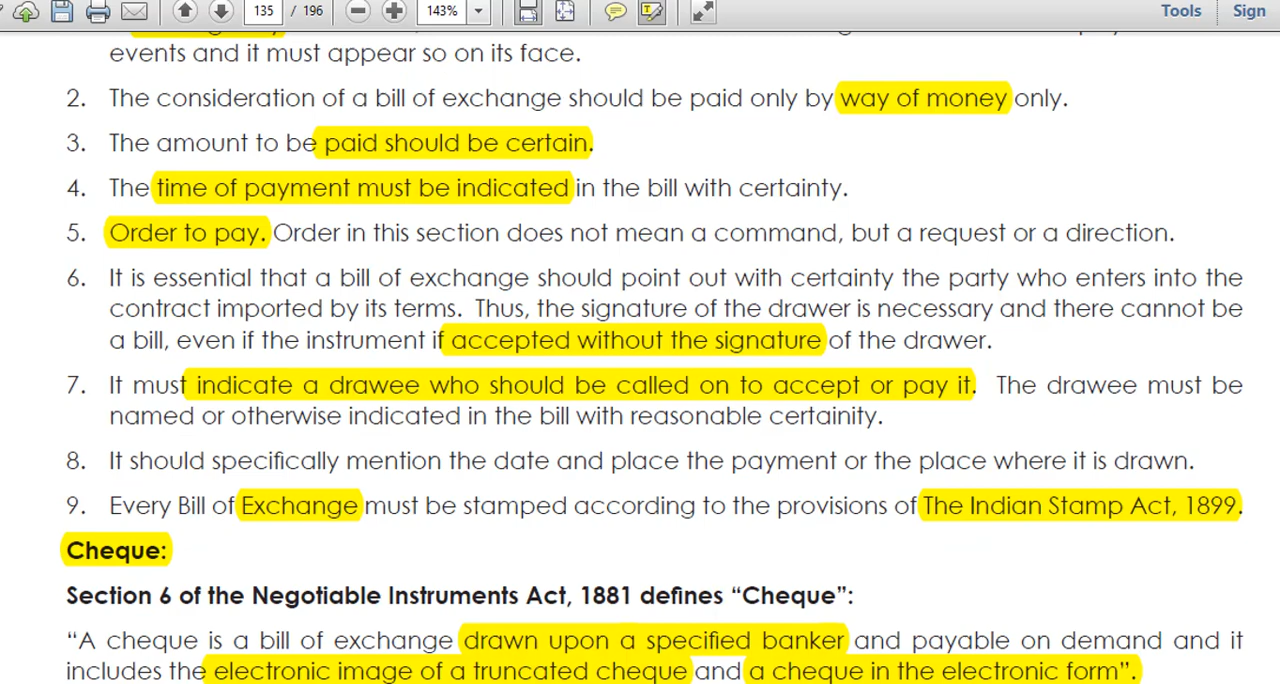 135 / 196 143% Tools Sign
events and it must appear so on its face.
2. The consideration of a bill of exchange should be paid only by way of money only.
3. The amount to be paid should be certain.
4. The time of payment must be indicated in the bill with certainty.
5. Order to pay. Order in this section does not mean a command, but a request or a direction.
6. It is essential that a bill of exchange should point out with certainty the party who enters into the
contract imported by its terms. Thus, the signature of the drawer is necessary and there cannot be
a bill, even if the instrument if accepted without the signature of the drawer.
7. It must indicate a drawee who should be called on to accept or pay it. The drawee must be
named or otherwise indicated in the bill with reasonable certainity.
8. It should specifically mention the date and place the payment or the place where it is drawn.
9. Every Bill of Exchange must be stamped according to the provisions of The Indian Stamp Act, 1899.
Cheque:
Section 6 of the Negotiable Instruments Act, 1881 defines “Cheque”:
“A cheque is a bill of exchange drawn upon a specified banker and payable on demand and it
includes the electronic image of a truncated cheque and a cheque in the electronic form”.